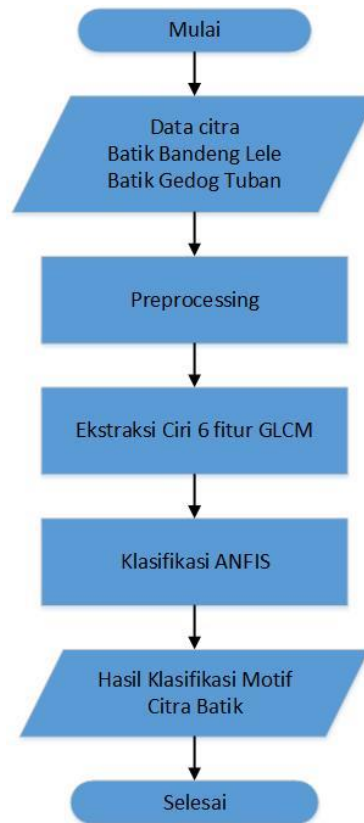 Mulai
Data citra
Batik Bandeng Lele
Batik Gedog Tuban
Preprocessing
Ekstraksi Ciri 6 fitur GLCM
Klasifikasi ANFIS
Hasil Klasifikasi Motif
Citra Batik
Selesai